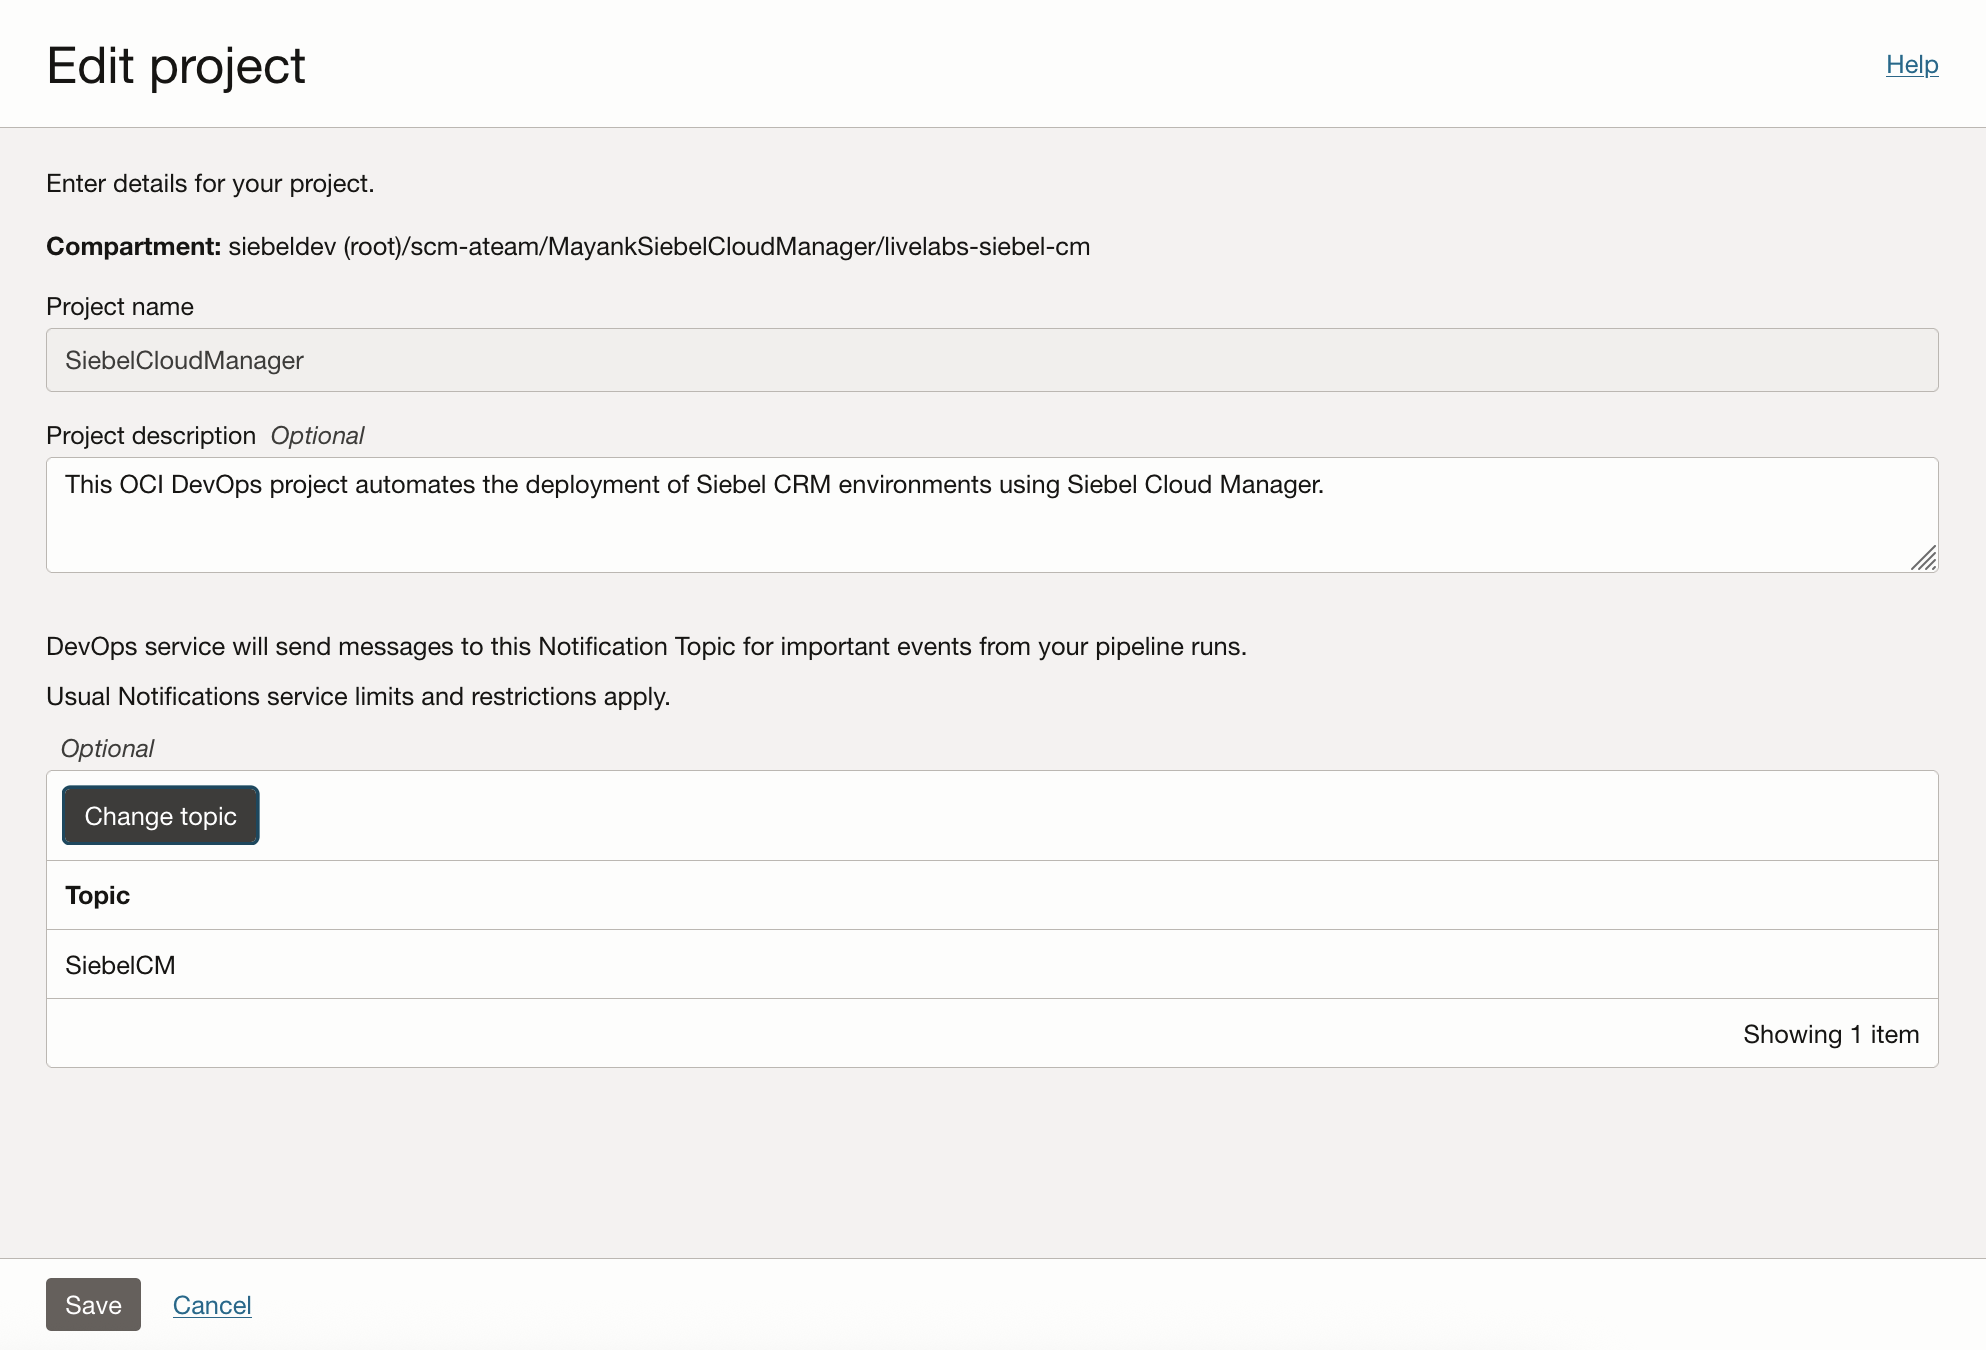 Edit project
Help
Enter details for your project.
Compartment: siebeldev (root)/scm-ateam/MayankSiebelCloudManager/livelabs-siebel-cm
Project name
SiebelCloudManager
Project description Optional
This OCI DevOps project automates the deployment of Siebel CRM environments using Siebel Cloud Manager.
DevOps service will send messages to this Notification Topic for important events from your pipeline runs.
Usual Notifications service limits and restrictions apply.
Optional
Change topic
Topic
SiebelCM
Showing 1 item
Save Cancel